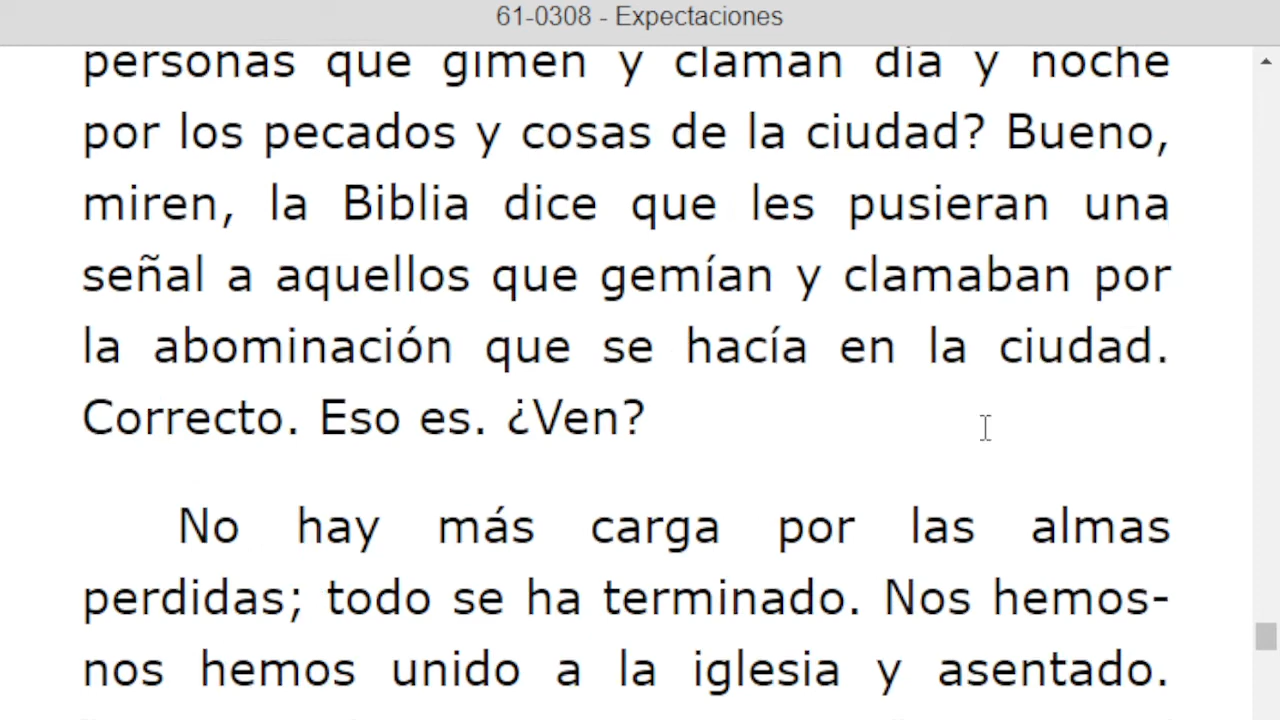 61-0308 - Expectaciones
personas que gimen y claman día y noche
por los pecados y cosas de la ciudad? Bueno,
miren, la Biblia dice que les pusieran una
señal a aquellos que gemían y clamaban por
la abominación que se hacía en la ciudad.
Correcto. Eso es. ¿Ven?
No hay más carga por las almas
perdidas; todo se ha terminado. Nos hemos-
nos hemos unido a la iglesia y asentado.